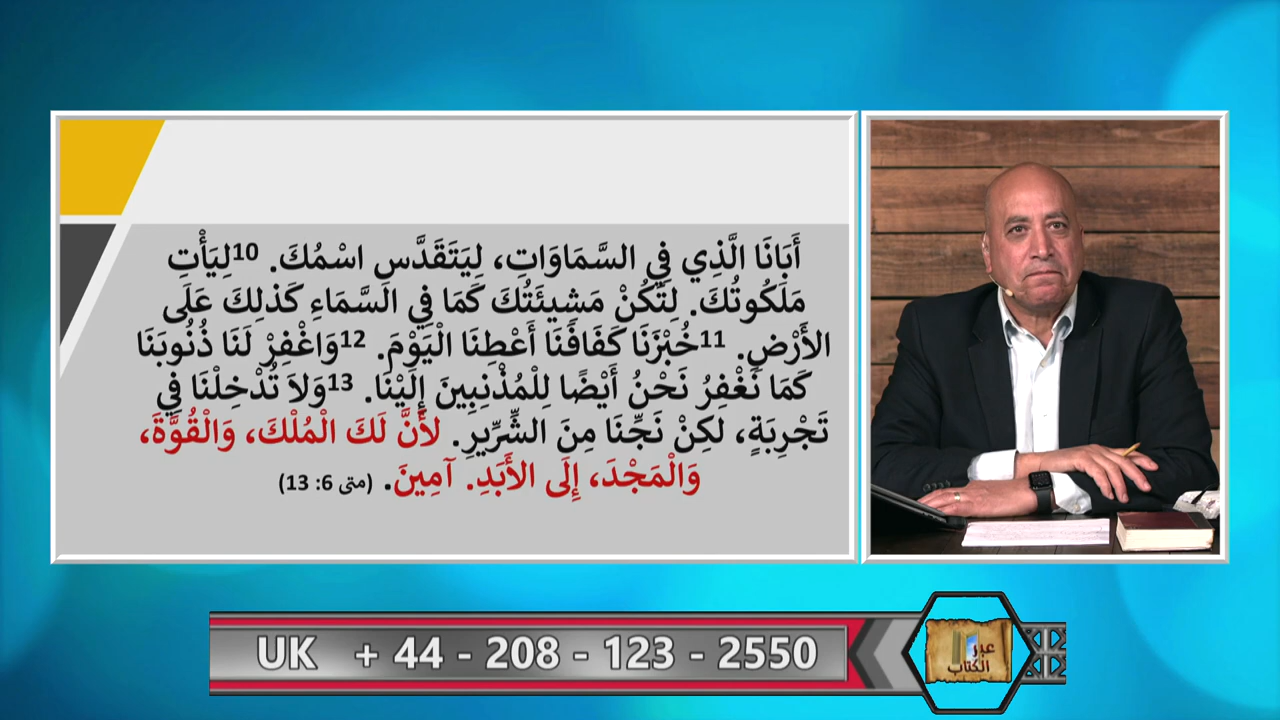 أَبَانَا الَّذِي فِي السَّمَاوَاتِ، لِيَتَقَدَّسِ اسْمُكَ. 10لِيَأْتِ
مَلَكُوتُكَ. لِتَكُنْ مَشِيئَتُكَ كَمَا فِي السَّمَاءِ كَذلِكَ عَلَى
الأَرْضِ. 11خُبْزَنَا كَفَافَنَا أَعْطِنَا الْيَوْمَ. 12وَاغْفِرْ لَنَا ذُنُوبَنَا
كَمَا نَغْفِرُ نَحْنُ أَيْضًا لِلْمُذْنِبِينَ إِلَيْنَا. 13وَلاَ تُدْخِلْنَا فِي
تَجْرِبَةٍ، لكِنْ نَجِّنَا مِنَ الشِّرِّيرِ. لأَنَّ لَكَ الْمُلْكَ، وَالْقُوَّةَ،
وَالْمَجْدَ، إِلَى الأَبَدِ. آمِينَ. (متى 6: 13)
UK + 44 - 208 - 123 - 2550
عبر
الكتاب